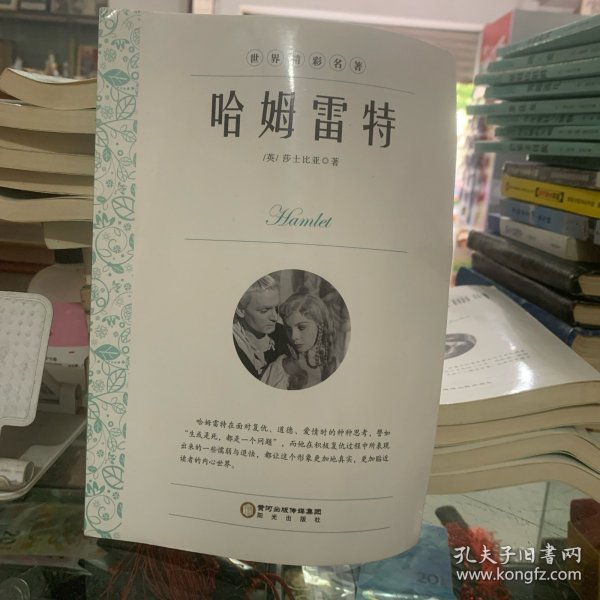 世界精彩名著
哈姆雷特
/英/ 莎士比亚◎著
Hamlet
哈姆雷特在面对复仇、道德、爱情时的种种思考，譬如
“生或是死，都是一个问题”，而他在积极复仇过程中所表现
出来的一些懦弱与退怯，都让这个形象更加地真实，更加贴近
读者的内心世界。
黄河出版传媒集团
阳光出版社
孔夫子旧书网
www.kongfz.com